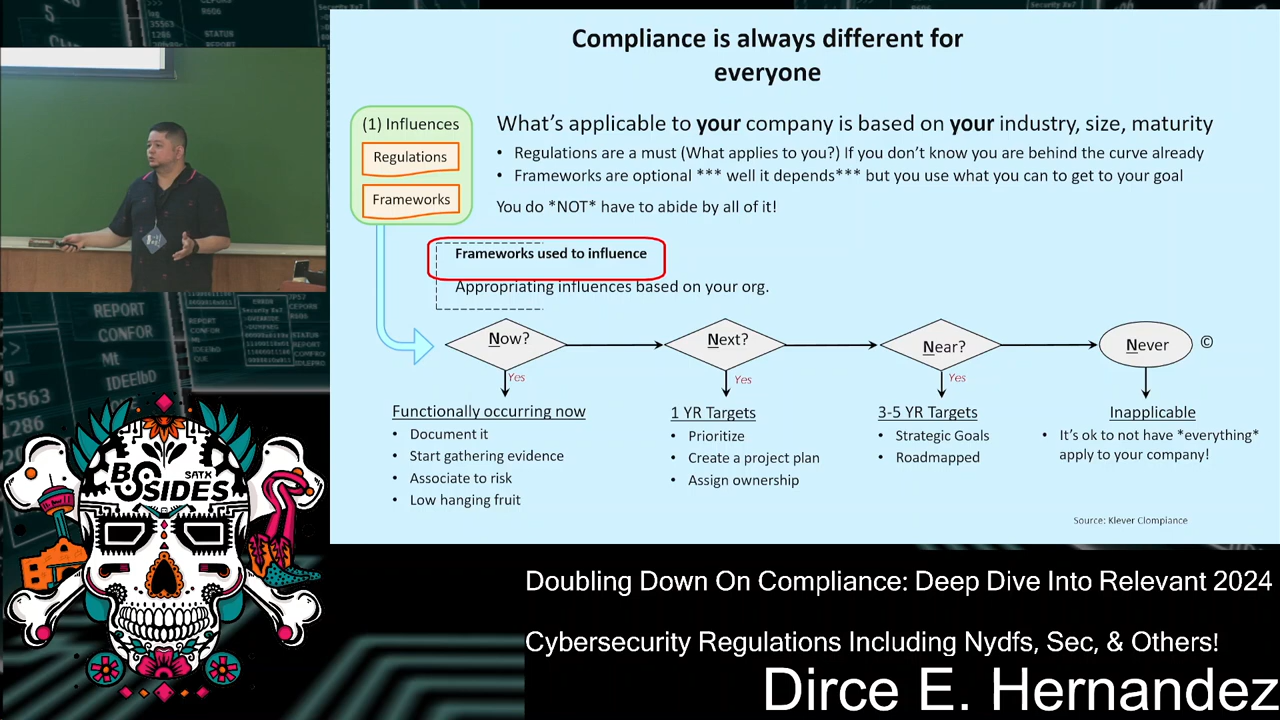 Compliance is always different for
everyone
(1) Influences
Regulations
Frameworks
What's applicable to your company is based on your industry, size, maturity
• Regulations are a must (What applies to you?) If you don't know you are behind the curve already
• Frameworks are optional *** well it depends*** but you use what you can to get to your goal
You do *NOT* have to abide by all of it!
Frameworks used to influence
Appropriating influences based on your org.
Now?
Next?
Near?
Never
©
Yes
Yes
Yes
Functionally occurring now
• Document it
• Start gathering evidence
• Associate to risk
• Low hanging fruit
1 YR Targets
• Prioritize
• Create a project plan
• Assign ownership
3-5 YR Targets
• Strategic Goals
• Roadmapped
Inapplicable
• It's ok to not have *everything*
apply to your company!
Source: Klever Clompiance
REPORT
CONFOR
Mt
IDEEIbD
5563
1286
BSIDES
SATX
Doubling Down On Compliance: Deep Dive Into Relevant 2024
Cybersecurity Regulations Including Nydfs, Sec, & Others!
Dirce E. Hernandez